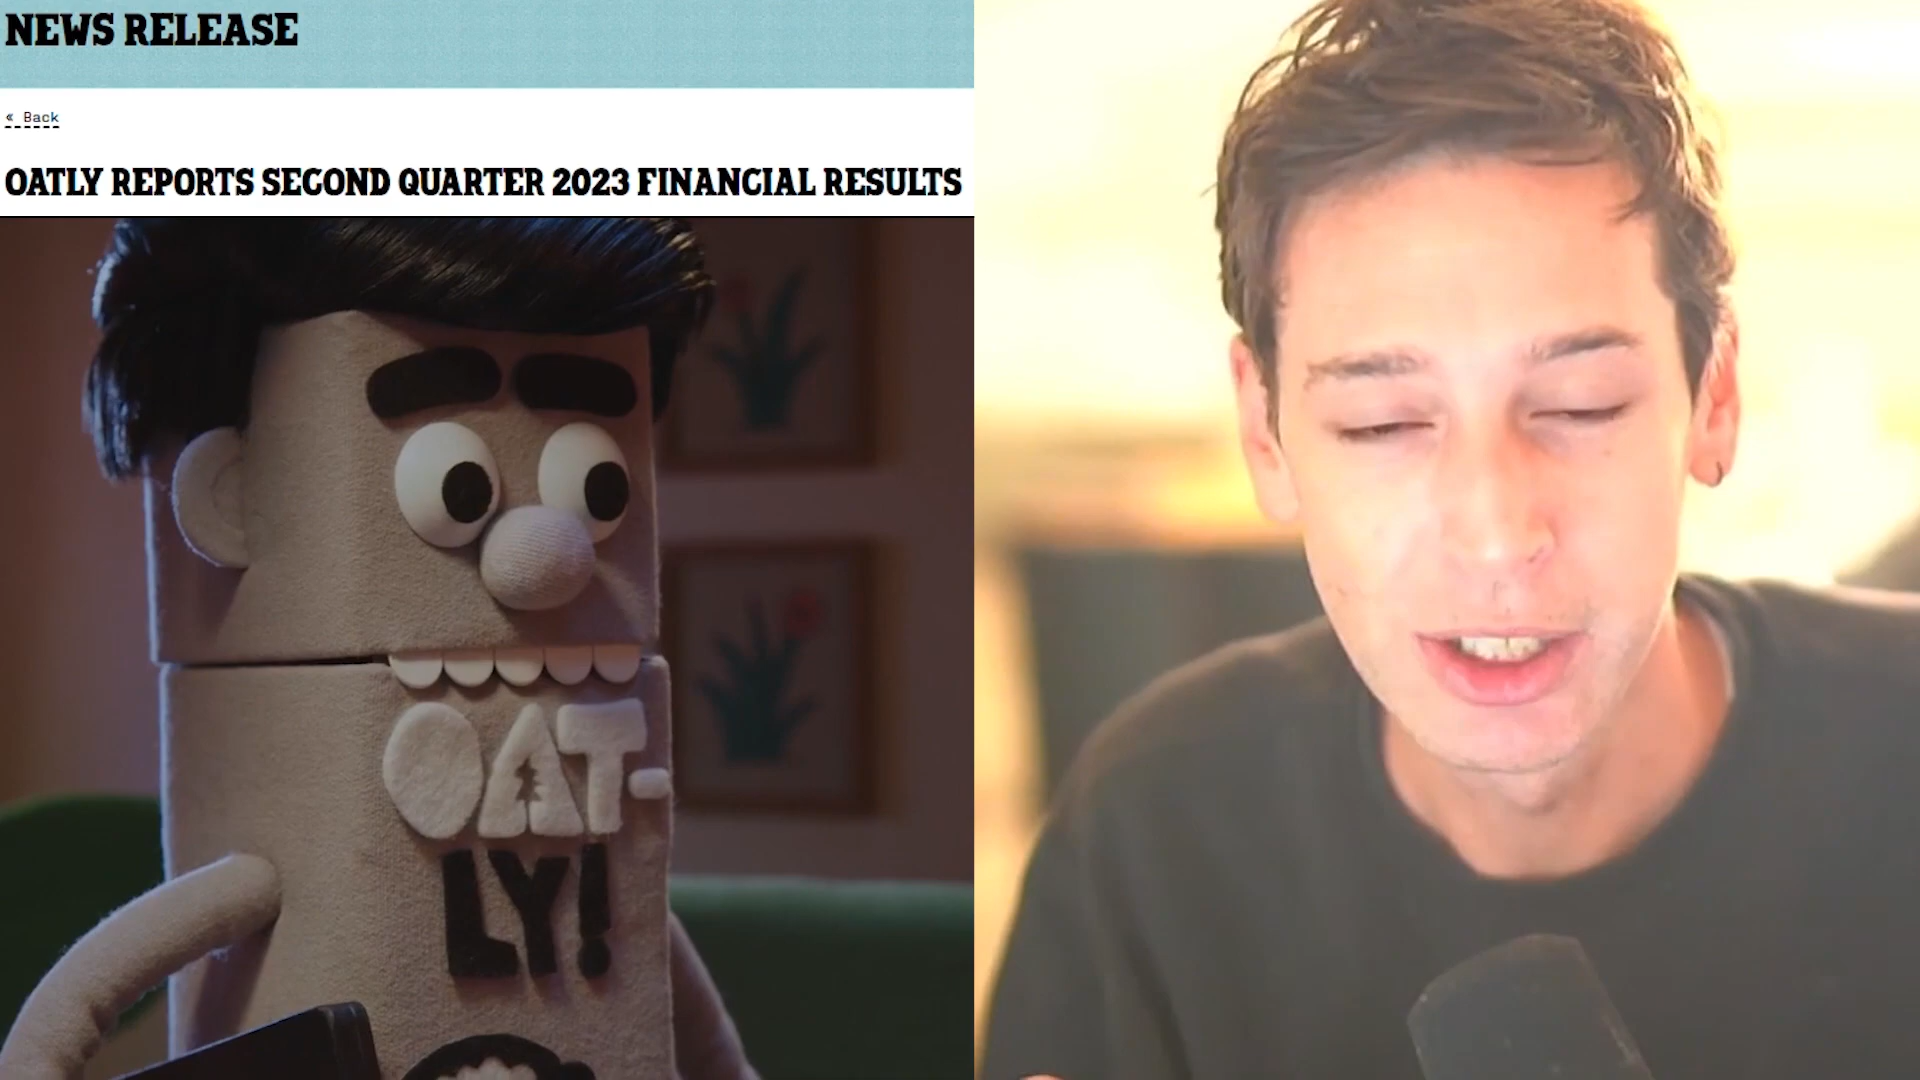 NEWS RELEASE
« Back
OATLY REPORTS SECOND QUARTER 2023 FINANCIAL RESULTS
OAT-
LY!